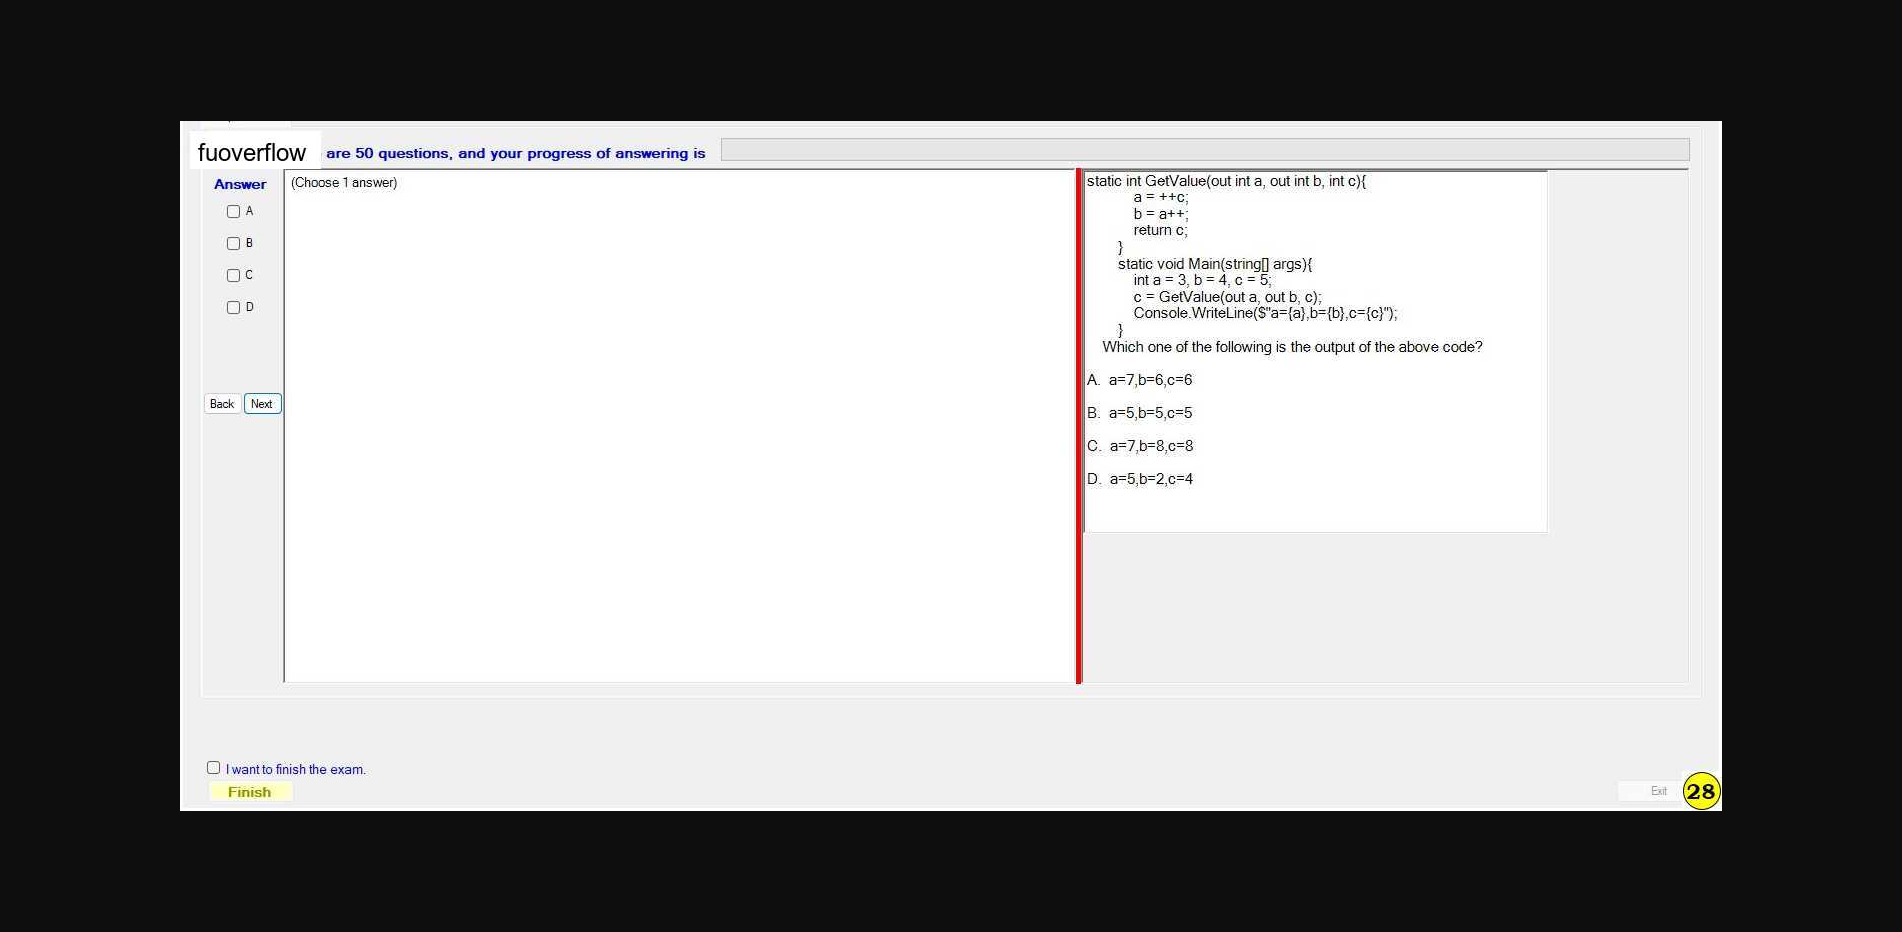 fuoverflow are 50 questions, and your progress of answering is
Answer
A
B
C
D
Back Next
(Choose 1 answer)
static int GetValue(out int a, out int b, int c){
a = ++c;
b = a++;
return c;
}
static void Main(string[] args){
int a = 3, b = 4, c = 5;
c = GetValue(out a, out b, c);
Console.WriteLine($"a={a},b={b},c={c}");
}
Which one of the following is the output of the above code?
A. a=7,b=6,c=6
B. a=5,b=5,c=5
C. a=7,b=8,c=8
D. a=5,b=2,c=4
I want to finish the exam.
Finish
Exit
28